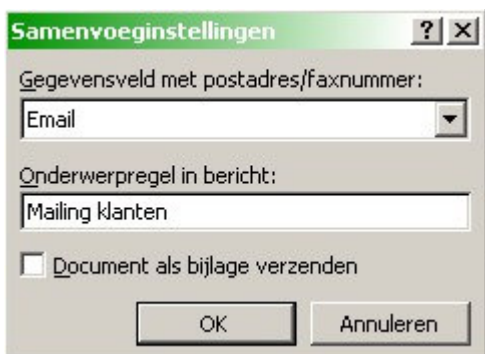 Samenvoeginstellingen ? ×
Gegevensveld met postadres/faxnummer:
Email
Onderwerpregel in bericht:
Mailing klanten
Document als bijlage verzenden
OK Annuleren